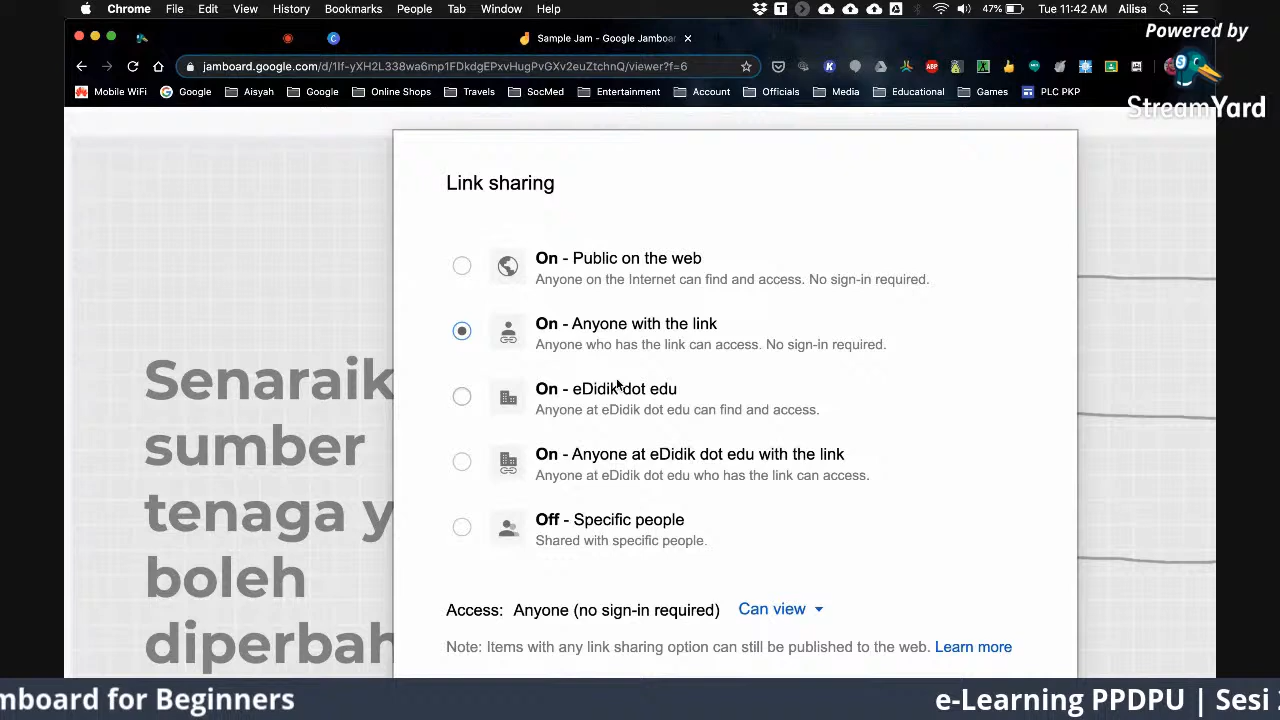 Chrome File Edit View History Bookmarks People Tab Window Help 47% Tue 11:42 AM Ailisa
Powered by
StreamYard
Sample Jam - Google Jamboar
jamboard.google.com/d/1If-yXH2L338wa6mp1FDkdgEPxvHugPvGXv2euZtchnQ/viewer?f=6
Mobile WiFi Google Aisyah Google Online Shops Travels SocMed Entertainment Account Officials Media Educational Games PLC PKP
Link sharing
On - Public on the web
Anyone on the Internet can find and access. No sign-in required.
On - Anyone with the link
Anyone who has the link can access. No sign-in required.
On - eDidik dot edu
Anyone at eDidik dot edu can find and access.
On - Anyone at eDidik dot edu with the link
Anyone at eDidik dot edu who has the link can access.
Off - Specific people
Shared with specific people.
Access: Anyone (no sign-in required) Can view
Note: Items with any link sharing option can still be published to the web. Learn more
Senaraik
sumber
tenaga y
boleh
diperbah
mboard for Beginners
e-Learning PPDPU | Sesi